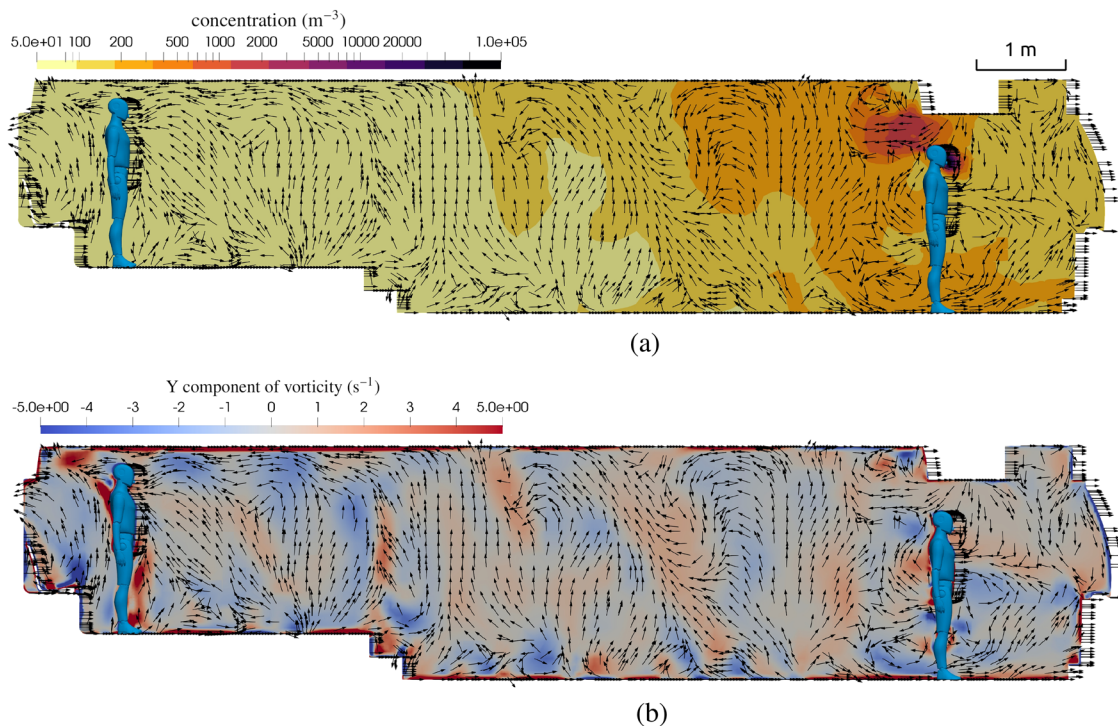 concentration (m⁻³)
5.0e+01 100 200 500 1000 2000 5000 10000 20000 1.0e+05
1 m
(a)
Y component of vorticity (s⁻¹)
-5.0e+00 -4 -3 -2 -1 0 1 2 3 4 5.0e+00
(b)